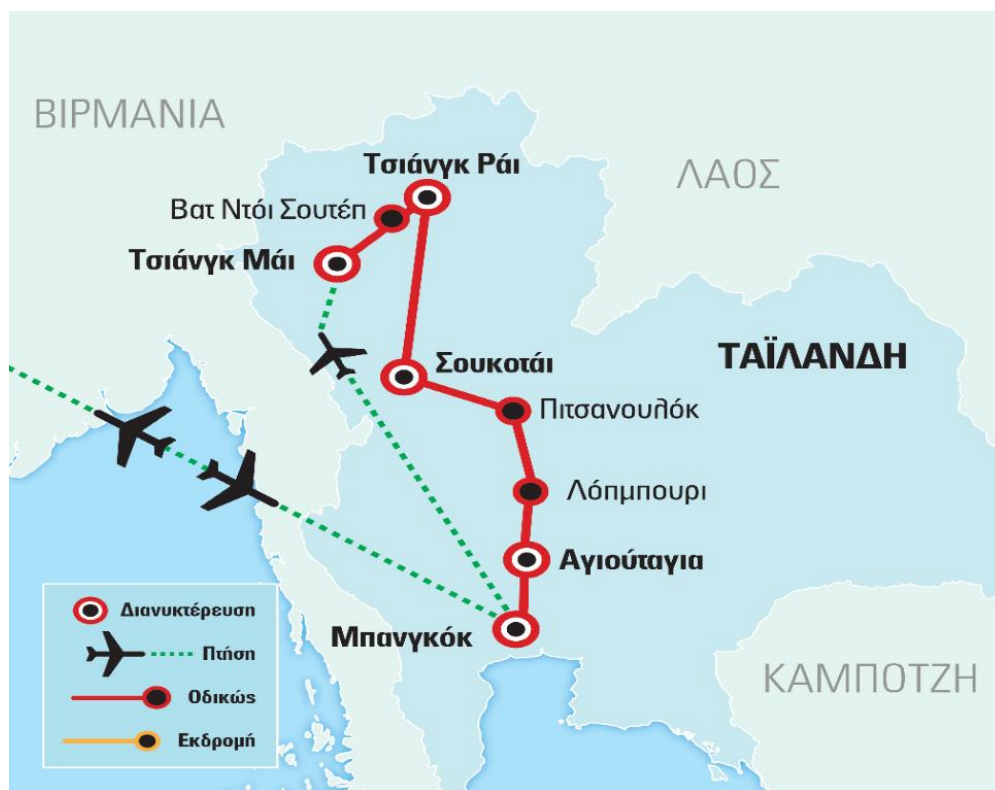 ΒΙΡΜΑΝΙΑ
ΛΑΟΣ
Τσιάνγκ Ράι
Βατ Ντόι Σουτέπ
Τσιάνγκ Μάι
ΤΑΪΛΑΝΔΗ
Σουκοτάι
Πιτσανουλόκ
Λόπμπουρι
Αγιούταγια
Μπανγκόκ
ΚΑΜΠΟΤΖΗ
Διανυκτέρευση
Πτήση
Οδικώς
Εκδρομή